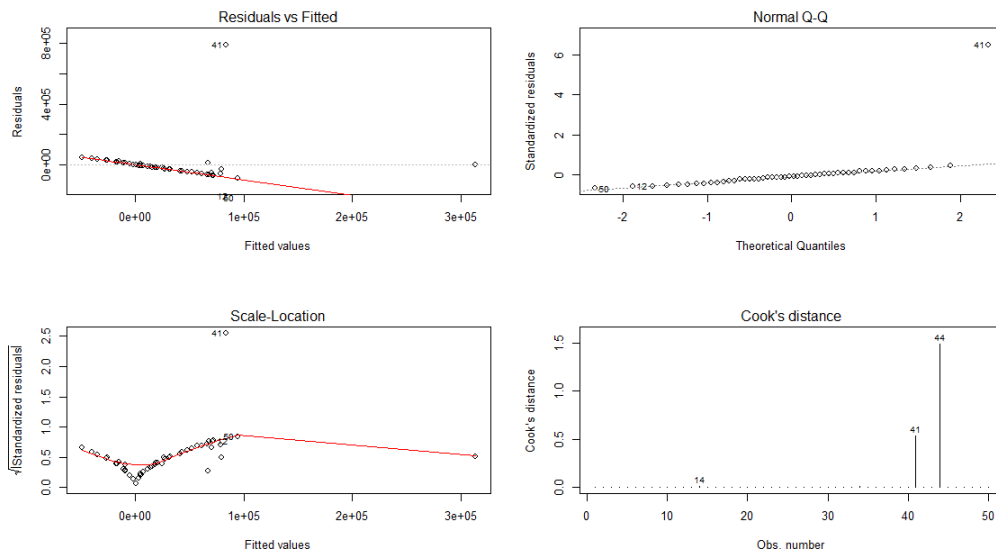 Residuals vs Fitted
Residuals
0e+00
4e+05
8e+05
41
12
50
0e+00
1e+05
2e+05
3e+05
Fitted values
Normal Q-Q
Standardized residuals
0
2
4
6
41
50
12
-2
-1
0
1
2
Theoretical Quantiles
Scale-Location
√|Standardized residuals|
0.0
0.5
1.0
1.5
2.0
2.5
41
50
12
0e+00
1e+05
2e+05
3e+05
Fitted values
Cook's distance
Cook's distance
0.0
0.5
1.0
1.5
14
41
44
0
10
20
30
40
50
Obs. number